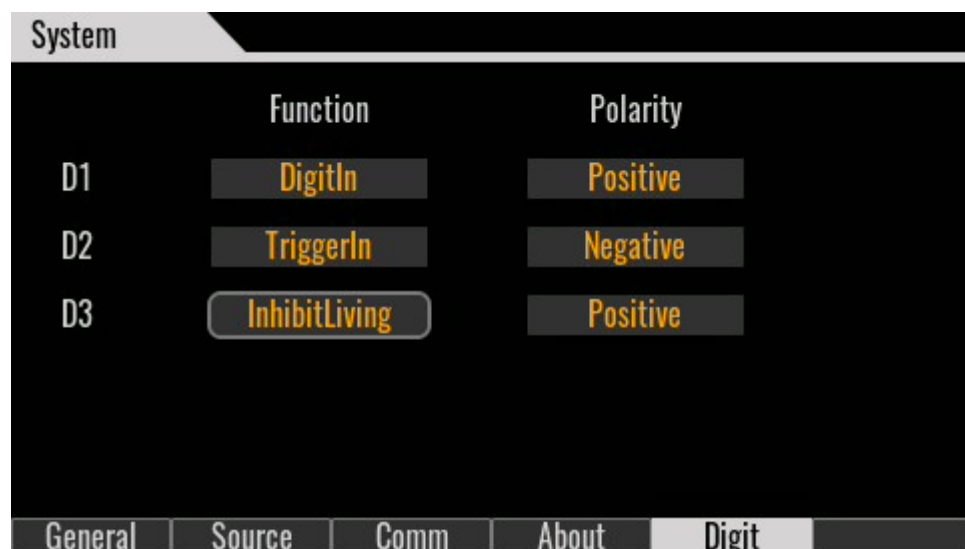 System
Function Polarity
D1 DigitIn Positive
D2 TriggerIn Negative
D3 InhibitLiving Positive
General Source Comm About Digit